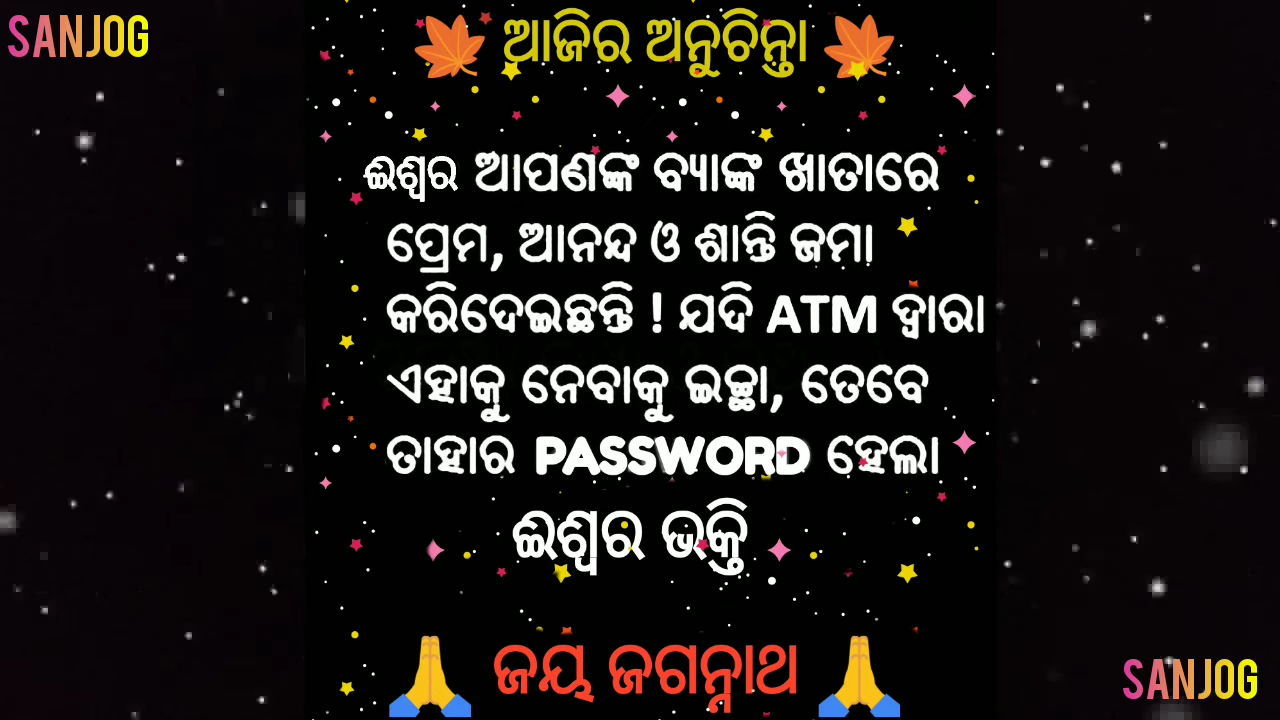 SANJOG
ଆଜିର ଅନୁଚିନ୍ତା
ଈଶ୍ୱର ଆପଣଙ୍କ ବ୍ୟାଙ୍କ ଖାତାରେ
ପ୍ରେମ, ଆନନ୍ଦ ଓ ଶାନ୍ତି ଜମା
କରିଦେଇଛନ୍ତି ! ଯଦି ATM ଦ୍ୱାରା
ଏହାକୁ ନେବାକୁ ଇଚ୍ଛା, ତେବେ
ତାହାର PASSWORD ହେଲା
ଈଶ୍ୱର ଭକ୍ତି
ଜୟ ଜଗନ୍ନାଥ
SANJOG